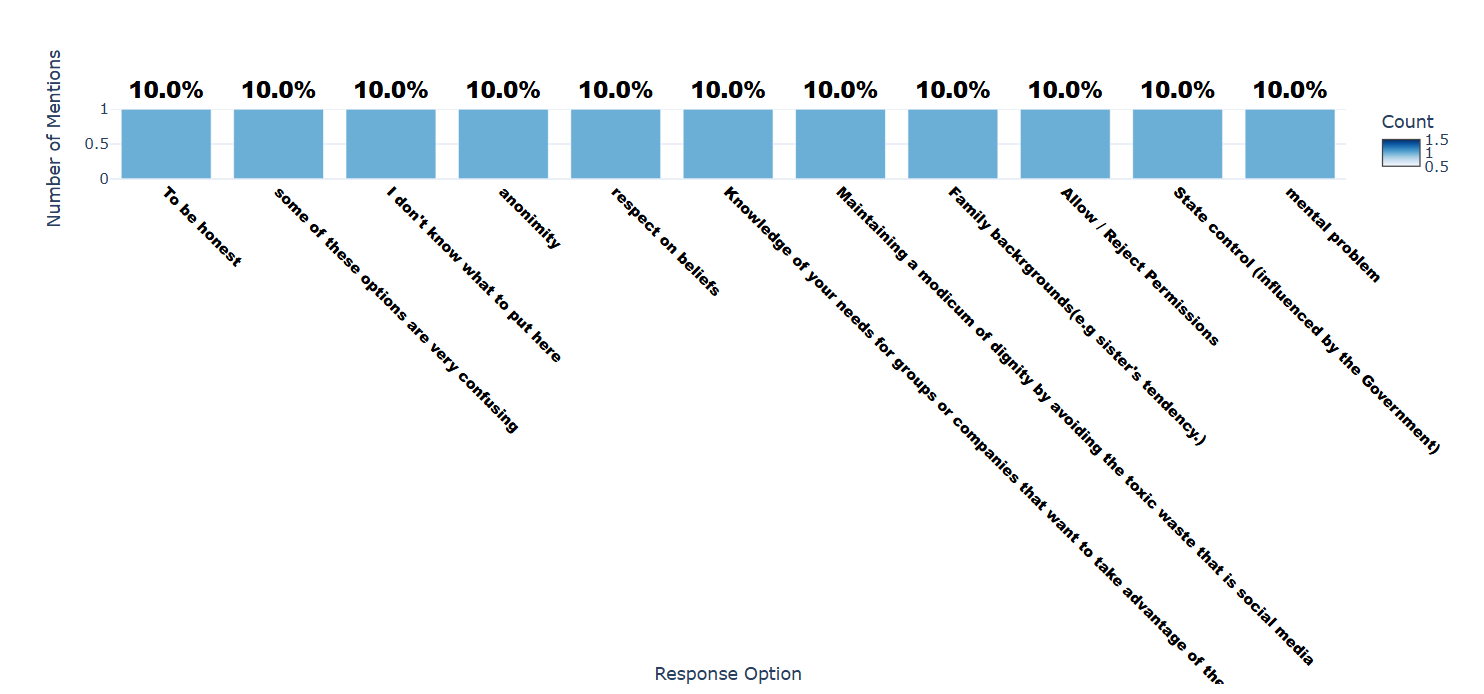 10.0% 10.0% 10.0% 10.0% 10.0% 10.0% 10.0% 10.0% 10.0% 10.0% 10.0%
Number of Mentions
1
0.5
0
Count
1.5
1
0.5
To be honest
some of these options are very confusing
I don't know what to put here
anonimity
respect on beliefs
Knowledge of your needs for groups or companies that want to take advantage of the
Maintaining a modicum of dignity by avoiding the toxic waste that is social media
Family backrgrounds(e.g sister's tendency.)
Allow / Reject Permissions
State control (influenced by the Government)
mental problem
Response Option